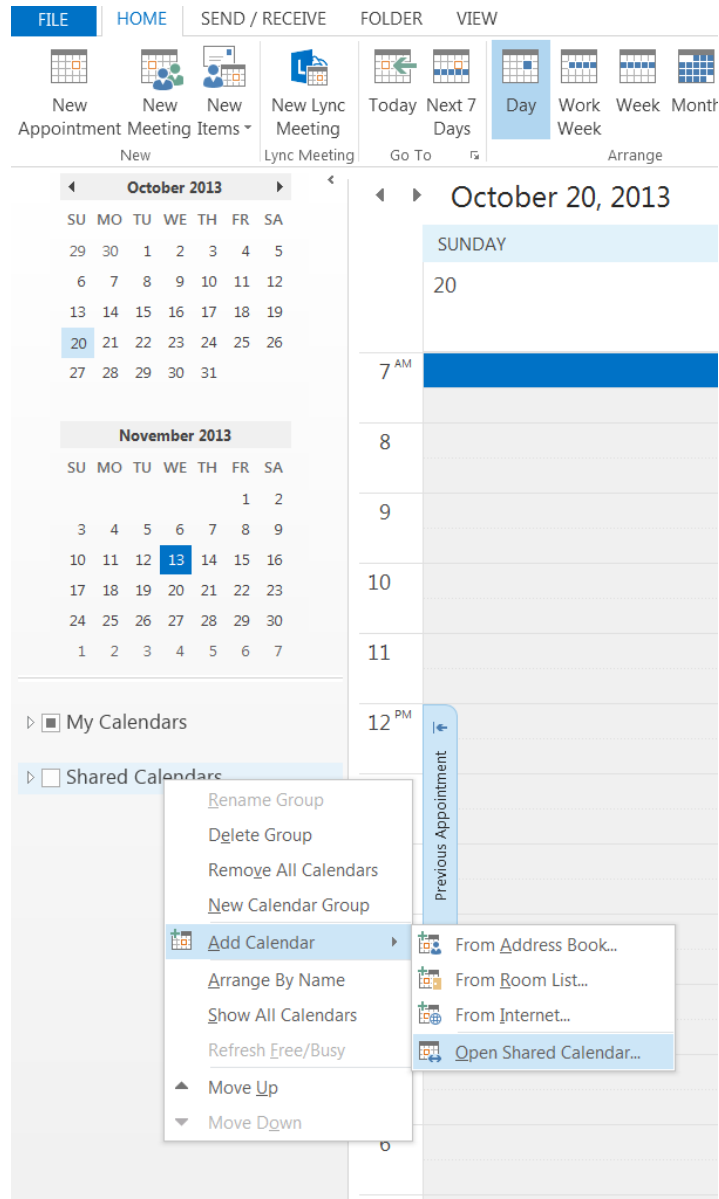 FILE HOME SEND / RECEIVE FOLDER VIEW
New Appointment
New Meeting
New Items
New Lync Meeting
Today
Next 7 Days
Day
Work Week
Week
Month
New
Lync Meeting
Go To
Arrange
October 2013
SU MO TU WE TH FR SA
29 30 1 2 3 4 5
6 7 8 9 10 11 12
13 14 15 16 17 18 19
20 21 22 23 24 25 26
27 28 29 30 31
November 2013
SU MO TU WE TH FR SA
1 2
3 4 5 6 7 8 9
10 11 12 13 14 15 16
17 18 19 20 21 22 23
24 25 26 27 28 29 30
1 2 3 4 5 6 7
My Calendars
Shared Calendars
October 20, 2013
SUNDAY
20
7 AM
8
9
10
11
12 PM
Previous Appointment
Rename Group
Delete Group
Remove All Calendars
New Calendar Group
Add Calendar
Arrange By Name
Show All Calendars
Refresh Free/Busy
Move Up
Move Down
From Address Book...
From Room List...
From Internet...
Open Shared Calendar...
6